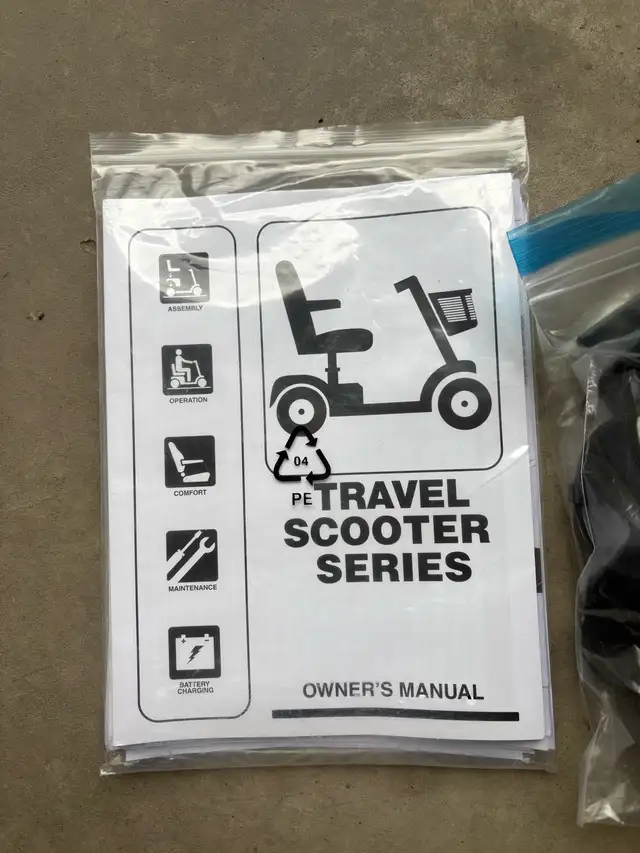 ASSEMBLY
OPERATION
COMFORT
MAINTENANCE
BATTERY
CHARGING
04
PE
TRAVEL
SCOOTER
SERIES
OWNER'S MANUAL